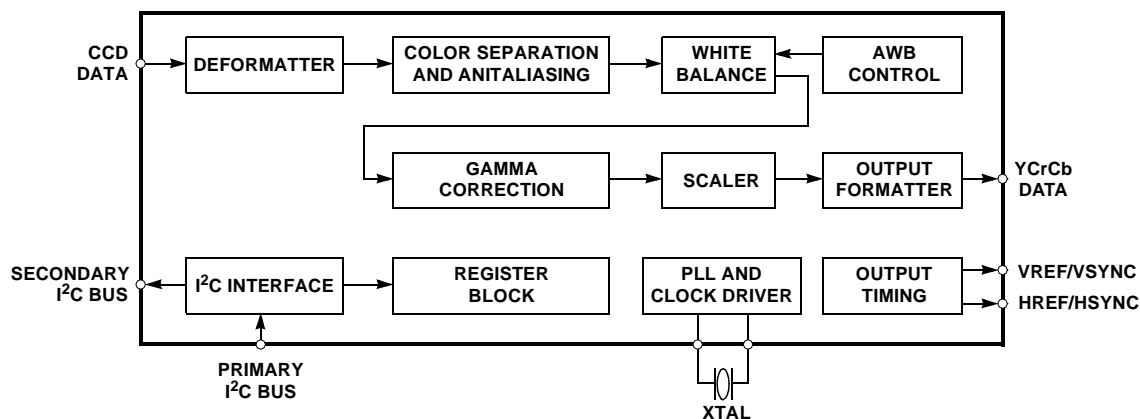 CCD
DATA
DEFORMATTER
COLOR SEPARATION
AND ANITALIASING
WHITE
BALANCE
AWB
CONTROL
GAMMA
CORRECTION
SCALER
OUTPUT
FORMATTER
YCrCb
DATA
SECONDARY
I²C BUS
I²C INTERFACE
REGISTER
BLOCK
PLL AND
CLOCK DRIVER
OUTPUT
TIMING
VREF/VSYNC
HREF/HSYNC
PRIMARY
I²C BUS
XTAL